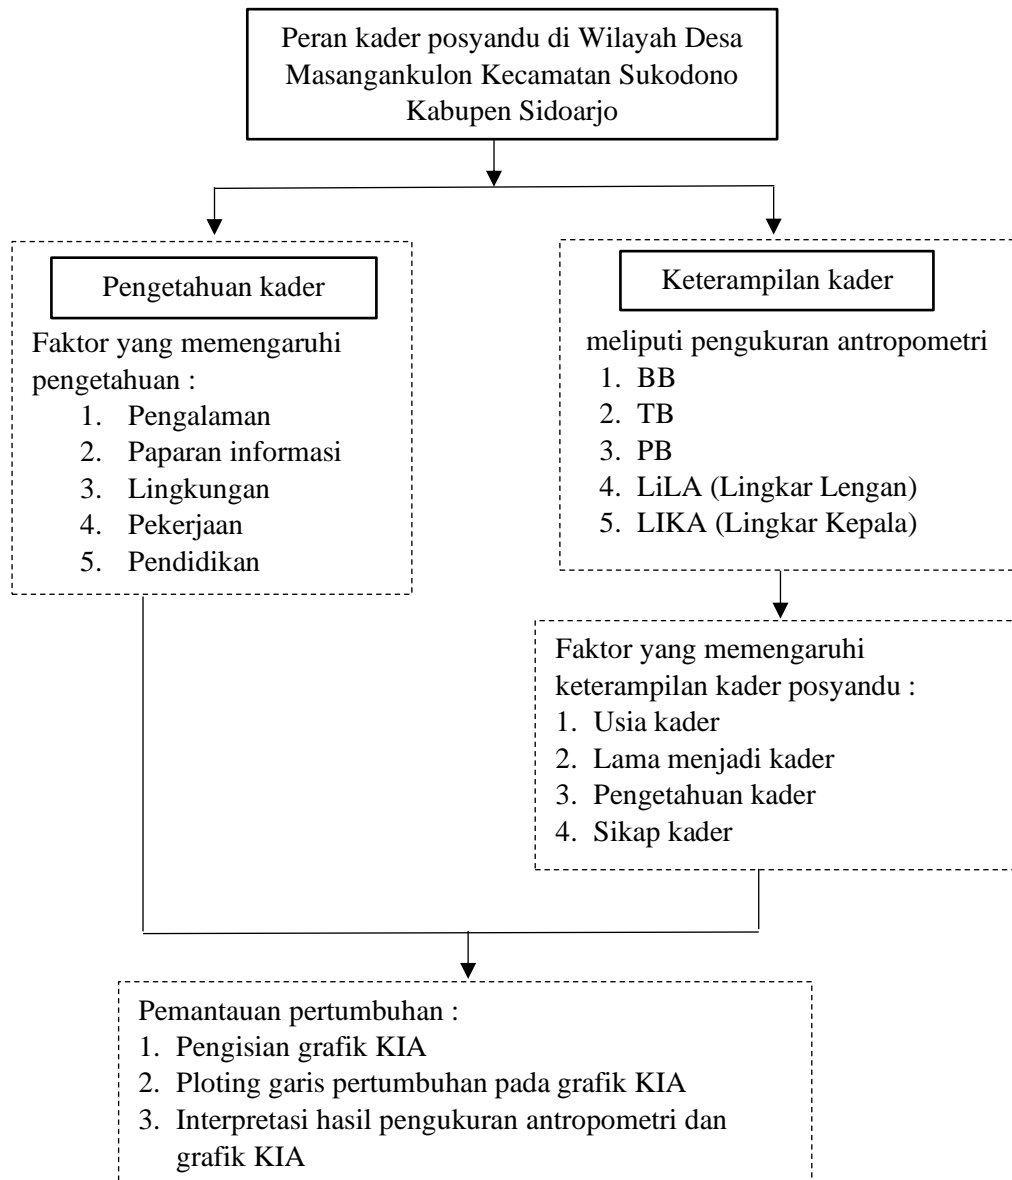 Peran kader posyandu di Wilayah Desa
Masangankulon Kecamatan Sukodono
Kabupen Sidoarjo
Pengetahuan kader
Faktor yang memengaruhi
pengetahuan :
1. Pengalaman
2. Paparan informasi
3. Lingkungan
4. Pekerjaan
5. Pendidikan
Keterampilan kader
meliputi pengukuran antropometri
1. BB
2. TB
3. PB
4. LiLA (Lingkar Lengan)
5. LIKA (Lingkar Kepala)
Faktor yang memengaruhi
keterampilan kader posyandu :
1. Usia kader
2. Lama menjadi kader
3. Pengetahuan kader
4. Sikap kader
Pemantauan pertumbuhan :
1. Pengisian grafik KIA
2. Ploting garis pertumbuhan pada grafik KIA
3. Interpretasi hasil pengukuran antropometri dan
grafik KIA